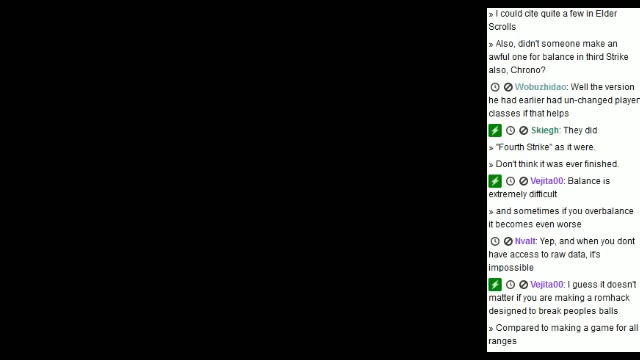 » I could cite quite a few in Elder
Scrolls
» Also, didn't someone make an
awful one for balance in third Strike
also, Chrono?
Wobuzhidao: Well the version
he had earlier had un-changed player
classes if that helps
Skiegh: They did
» "Fourth Strike" as it were.
» Don't think it was ever finished.
Vejita00: Balance is
extremely difficult
» and sometimes if you overbalance
it becomes even worse
Nvalt: Yep, and when you dont
have access to raw data, it's
impossible
Vejita00: I guess it doesn't
matter if you are making a romhack
designed to break peoples balls
» Compared to making a game for all
ranges